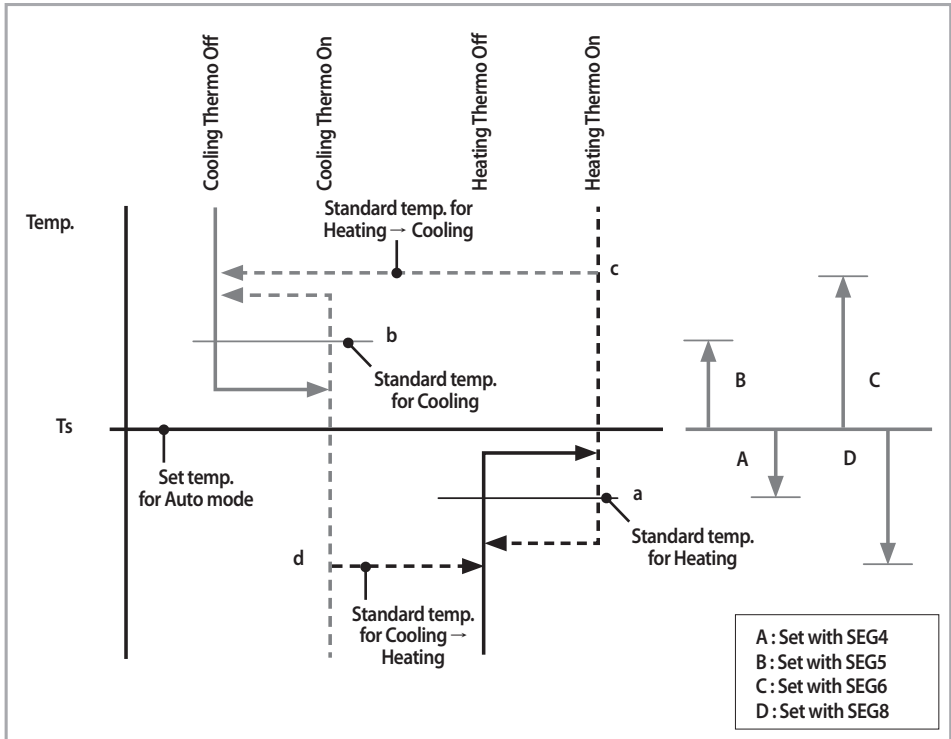 Cooling Thermo Off
Cooling Thermo On
Heating Thermo Off
Heating Thermo On
Temp.
Standard temp. for
Heating → Cooling
c
b
Standard temp.
for Cooling
B
C
Ts
A
D
Set temp.
for Auto mode
a
Standard temp.
for Heating
d
Standard temp.
for Cooling →
Heating
A : Set with SEG4
B : Set with SEG5
C : Set with SEG6
D : Set with SEG8